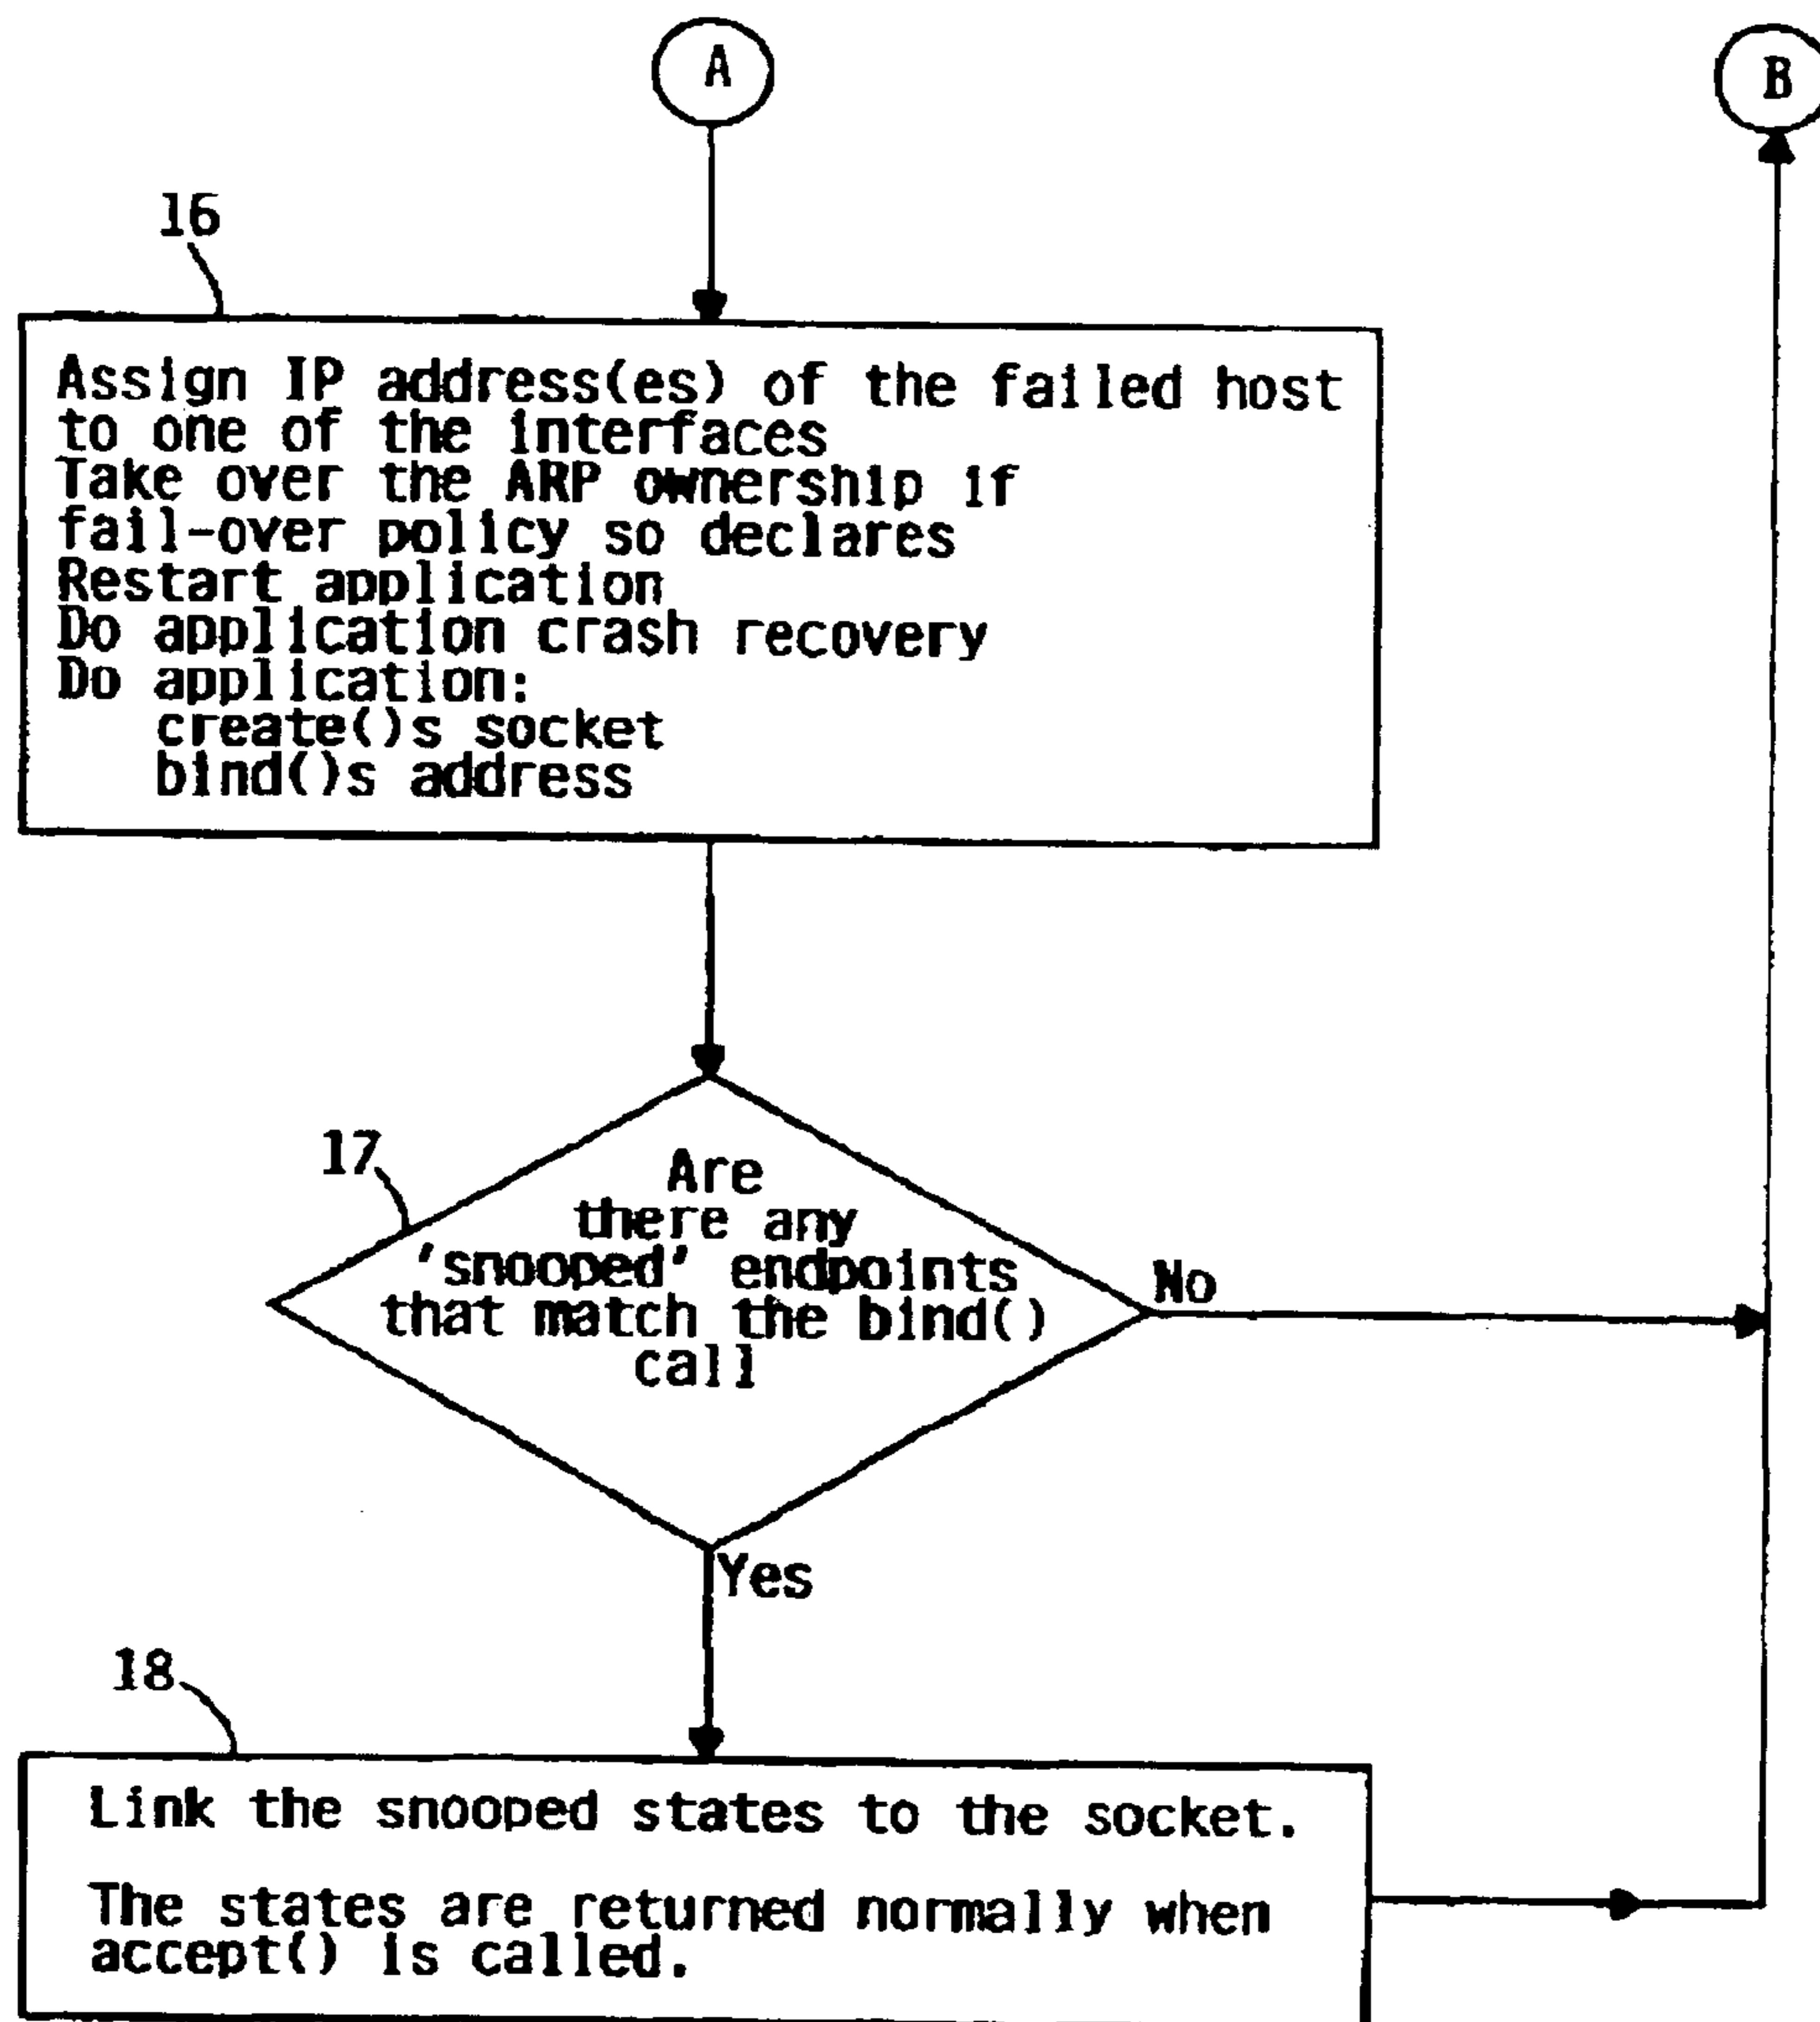 A
B
16
Assign IP address(es) of the failed host
to one of the interfaces
Take over the ARP ownership if
fail-over policy so declares
Restart application
Do application crash recovery
Do application:
create()s socket
bind()s address
17
Are
there any
'snooped' endpoints
that match the bind()
call
No
Yes
18
Link the snooped states to the socket.
The states are returned normally when
accept() is called.